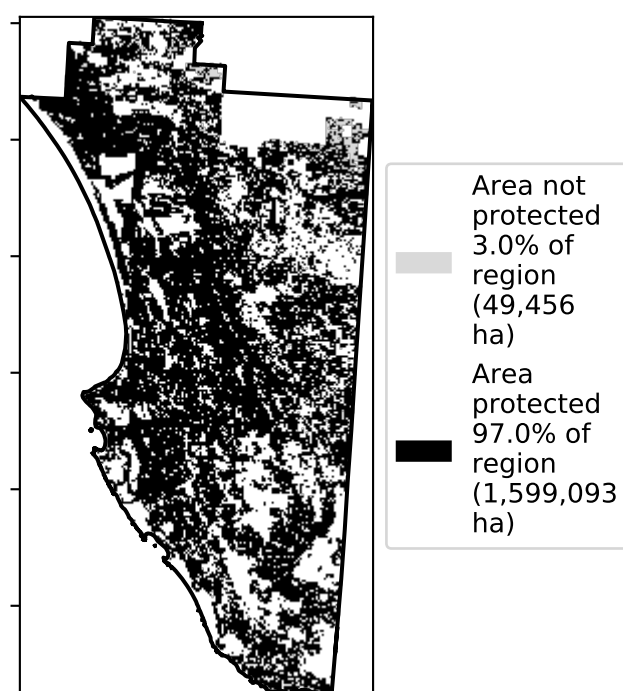 Area not
protected
3.0% of
region
(49,456
ha)
Area
protected
97.0% of
region
(1,599,093
ha)